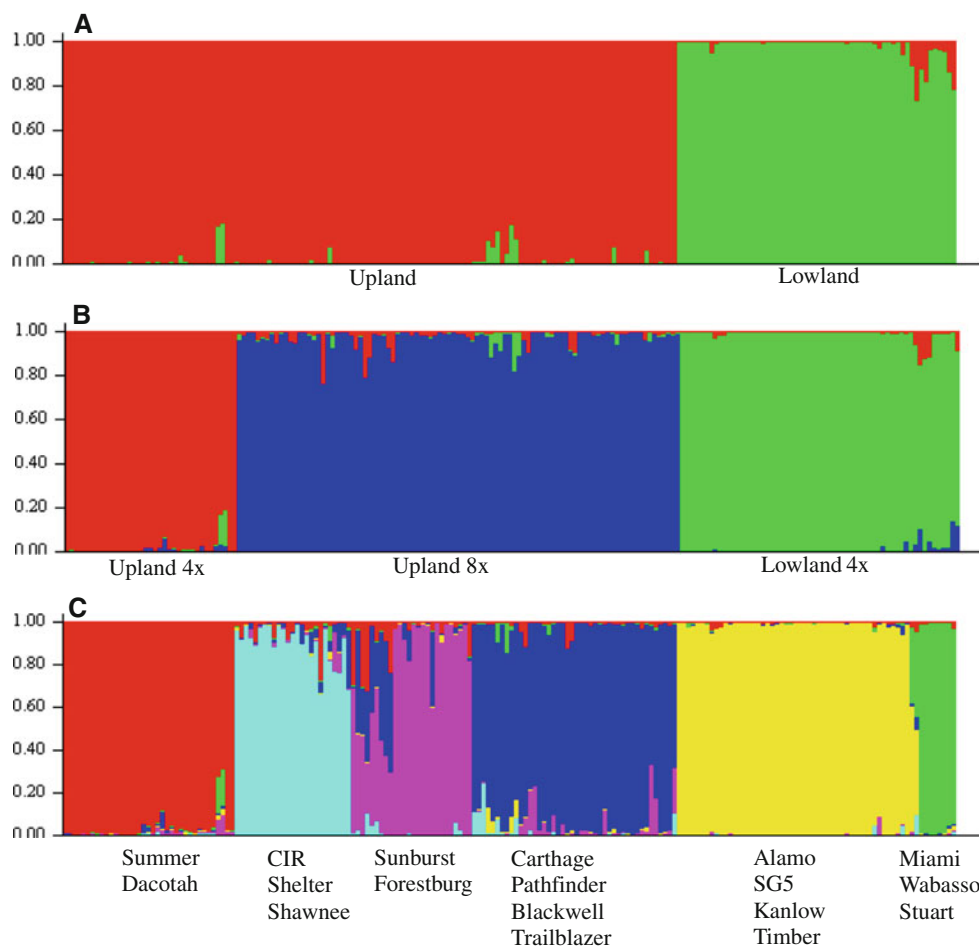 A
1.00
0.80
0.60
0.40
0.20
0.00
Upland Lowland
B
1.00
0.80
0.60
0.40
0.20
0.00
Upland 4x Upland 8x Lowland 4x
C
1.00
0.80
0.60
0.40
0.20
0.00
Summer CIR Sunburst Carthage Alamo Miami
Dacotah Shelter Forestburg Pathfinder SG5 Wabasso
Shawnee Blackwell Kanlow Stuart
Trailblazer Timber